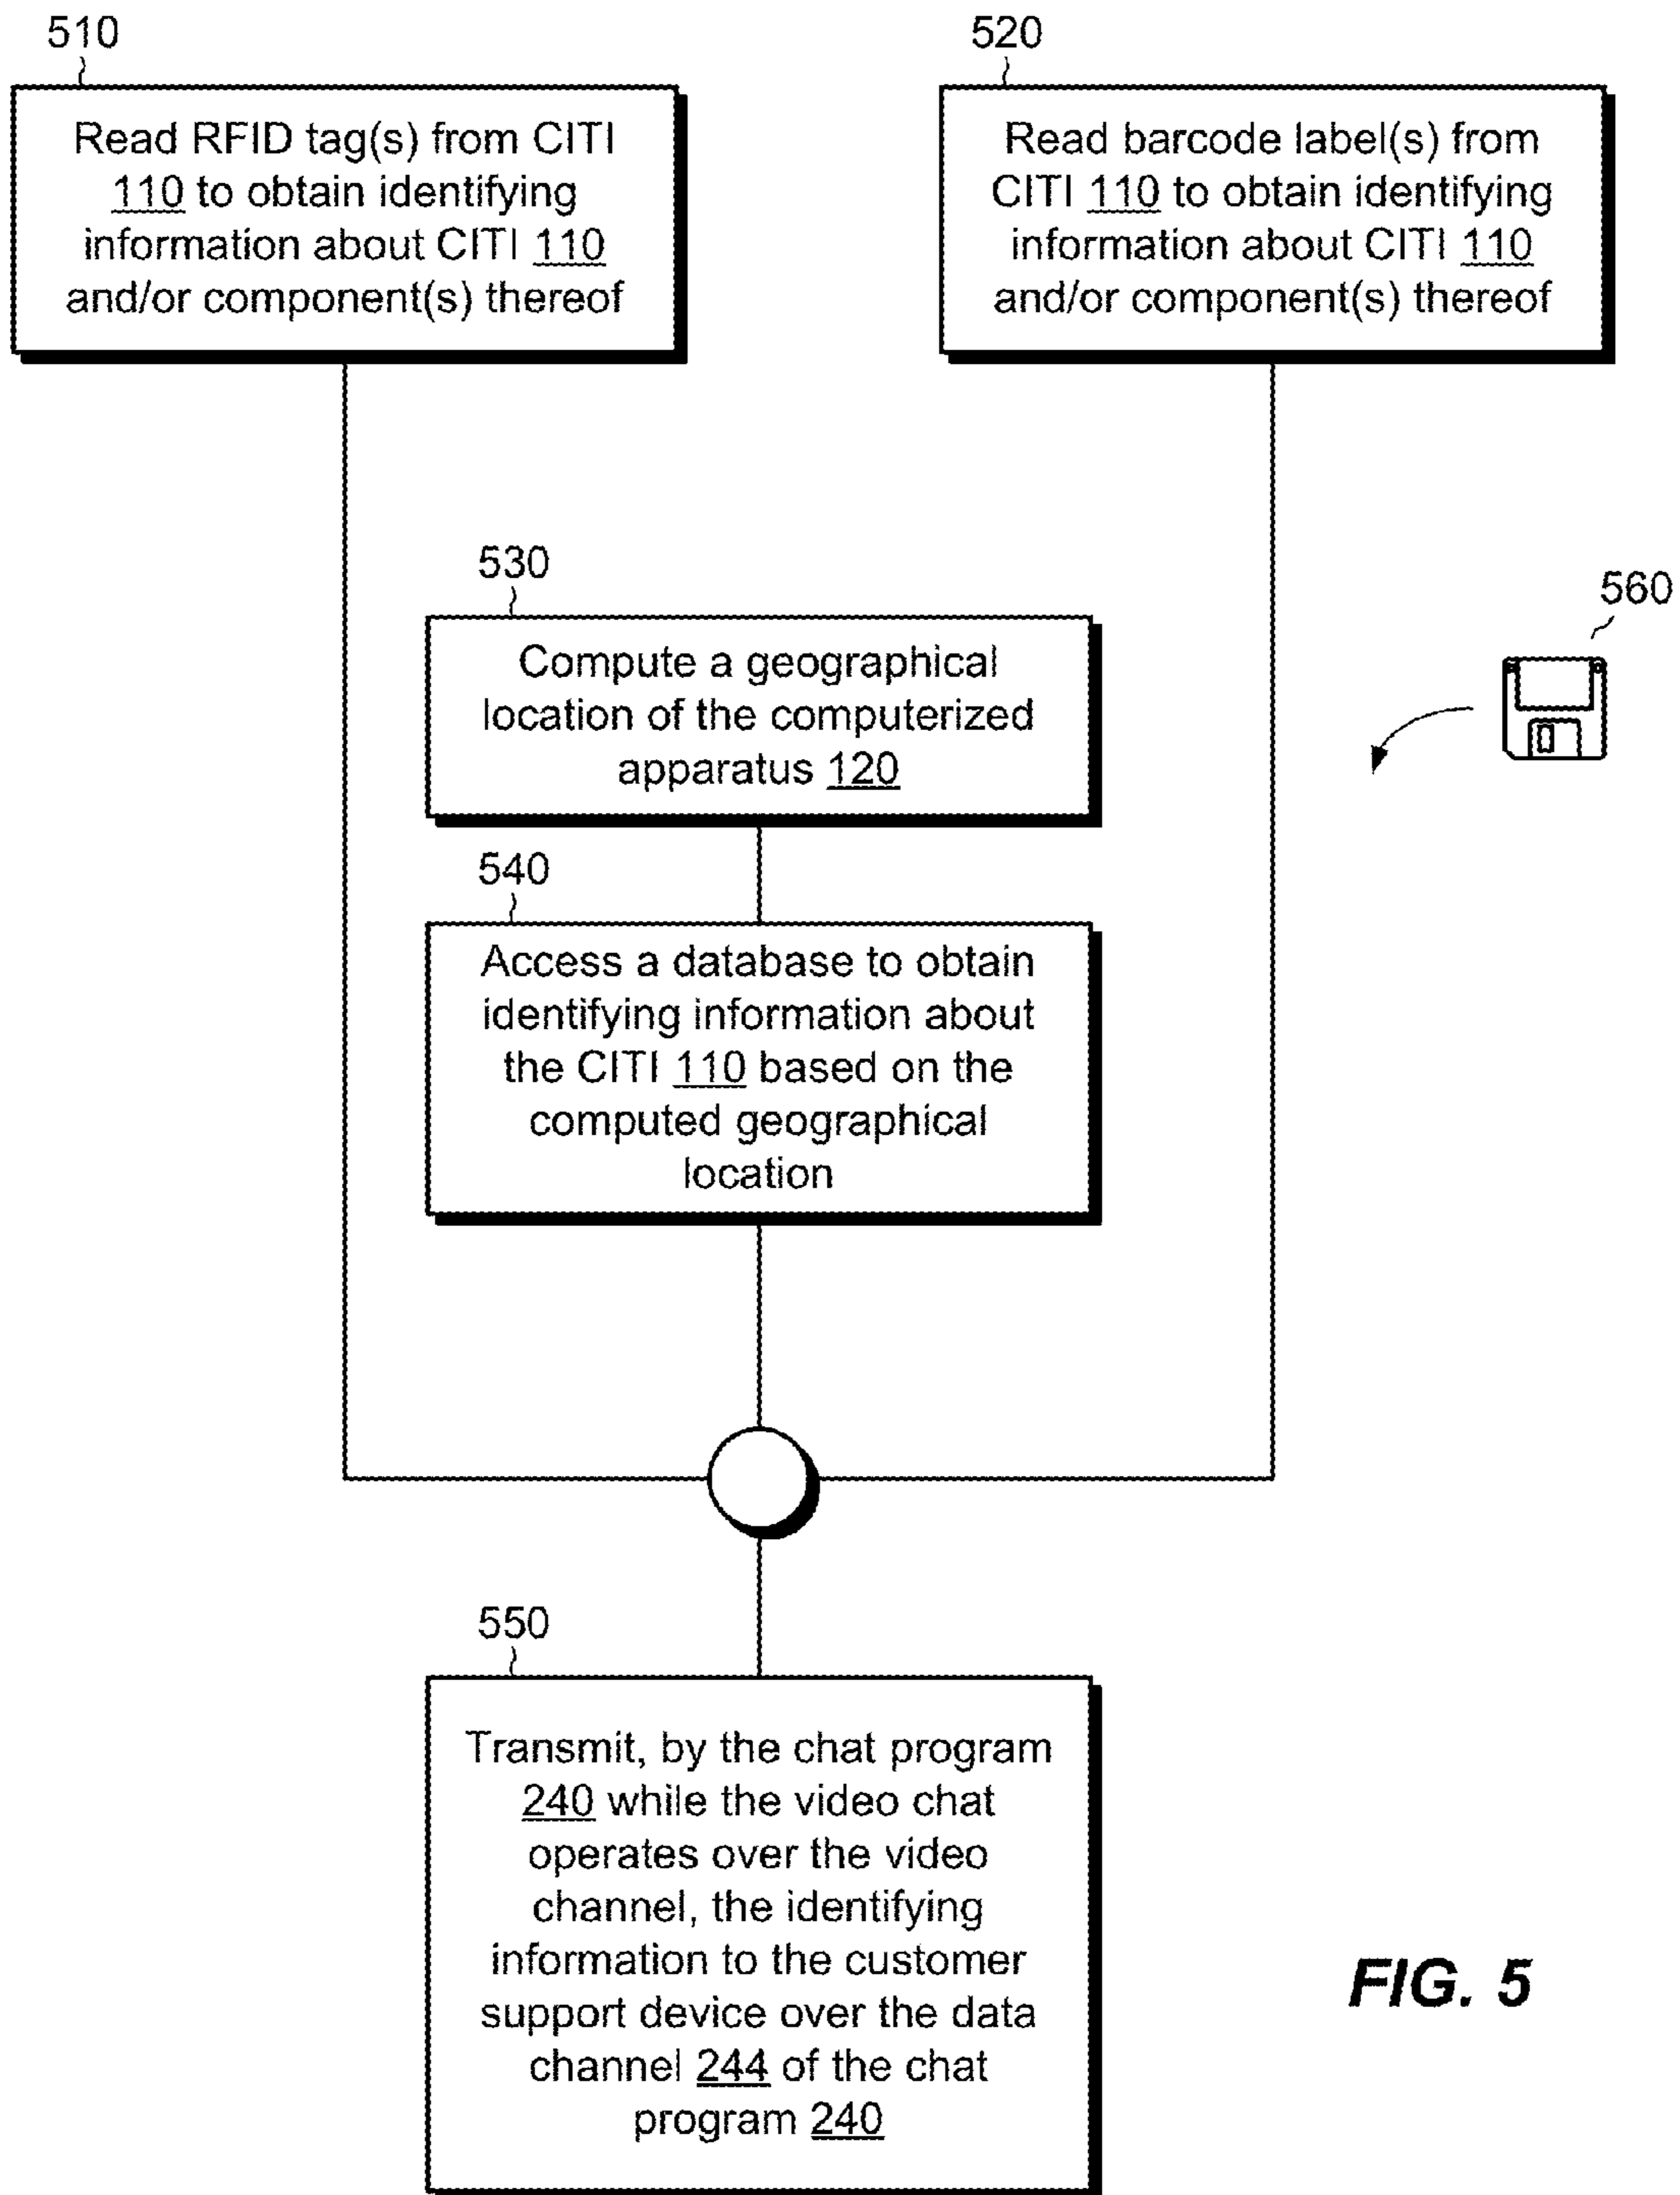 510
Read RFID tag(s) from CITI
110 to obtain identifying
information about CITI 110
and/or component(s) thereof
520
Read barcode label(s) from
CITI 110 to obtain identifying
information about CITI 110
and/or component(s) thereof
530
Compute a geographical
location of the computerized
apparatus 120
560
540
Access a database to obtain
identifying information about
the CITI 110 based on the
computed geographical
location
550
Transmit, by the chat program
240 while the video chat
operates over the video
channel, the identifying
information to the customer
support device over the data
channel 244 of the chat
program 240
FIG. 5